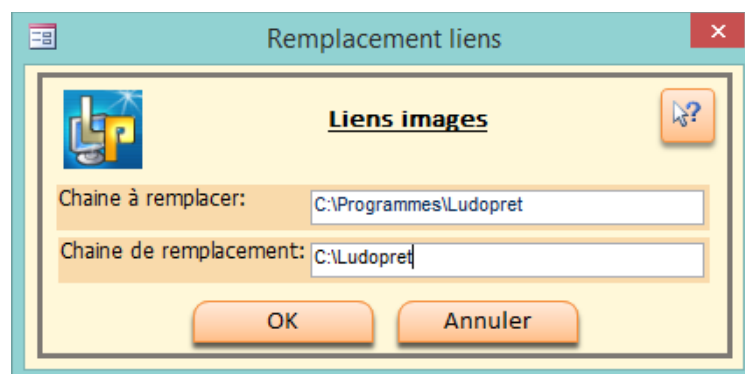 Remplacement liens
Liens images
Chaine à remplacer: C:\Programmes\Ludopret
Chaine de remplacement: C:\Ludopret
OK Annuler